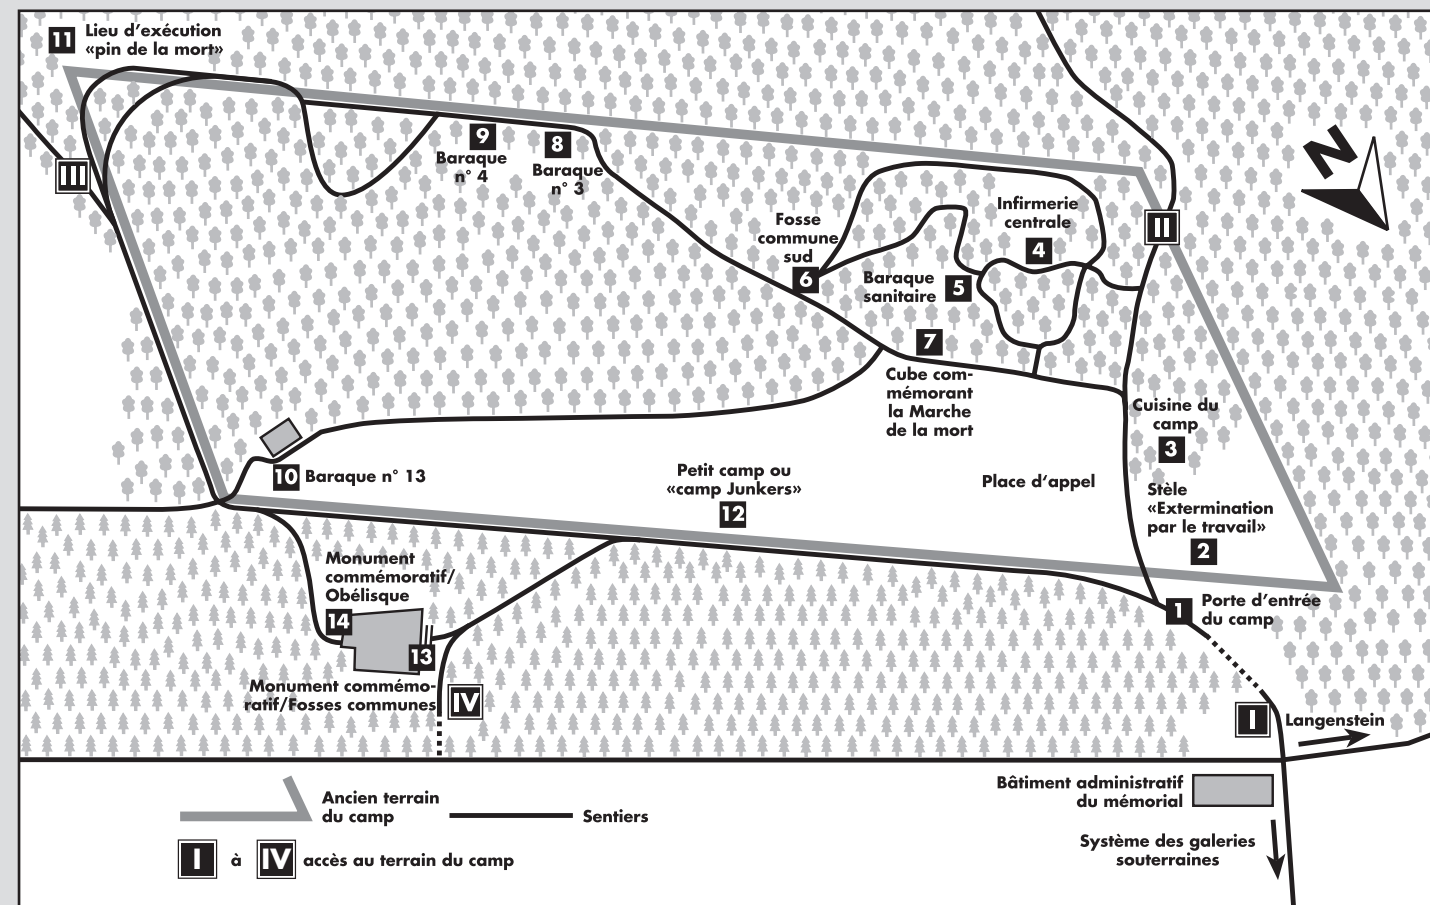 11
Lieu d'exécution
«pin de la mort»
III
9
Baraque
n° 4
8
Baraque
n° 3
N
Infirmerie
centrale
4
II
Fosse
commune
sud
6
Baraque
sanitaire
5
7
Cube com-
mémorant
la Marche
de la mort
Cuisine du
camp
3
10
Baraque n° 13
Petit camp ou
«camp Junkers»
12
Place d'appel
Stèle
«Extermination
par le travail»
2
Monument
commémoratif/
Obélisque
14
13
Monument commémo-
ratif/Fosses communes
IV
1
Porte d'entrée
du camp
I
Langenstein
Ancien terrain
du camp
Sentiers
I à IV accès au terrain du camp
Bâtiment administratif
du mémorial
Système des galeries
souterraines